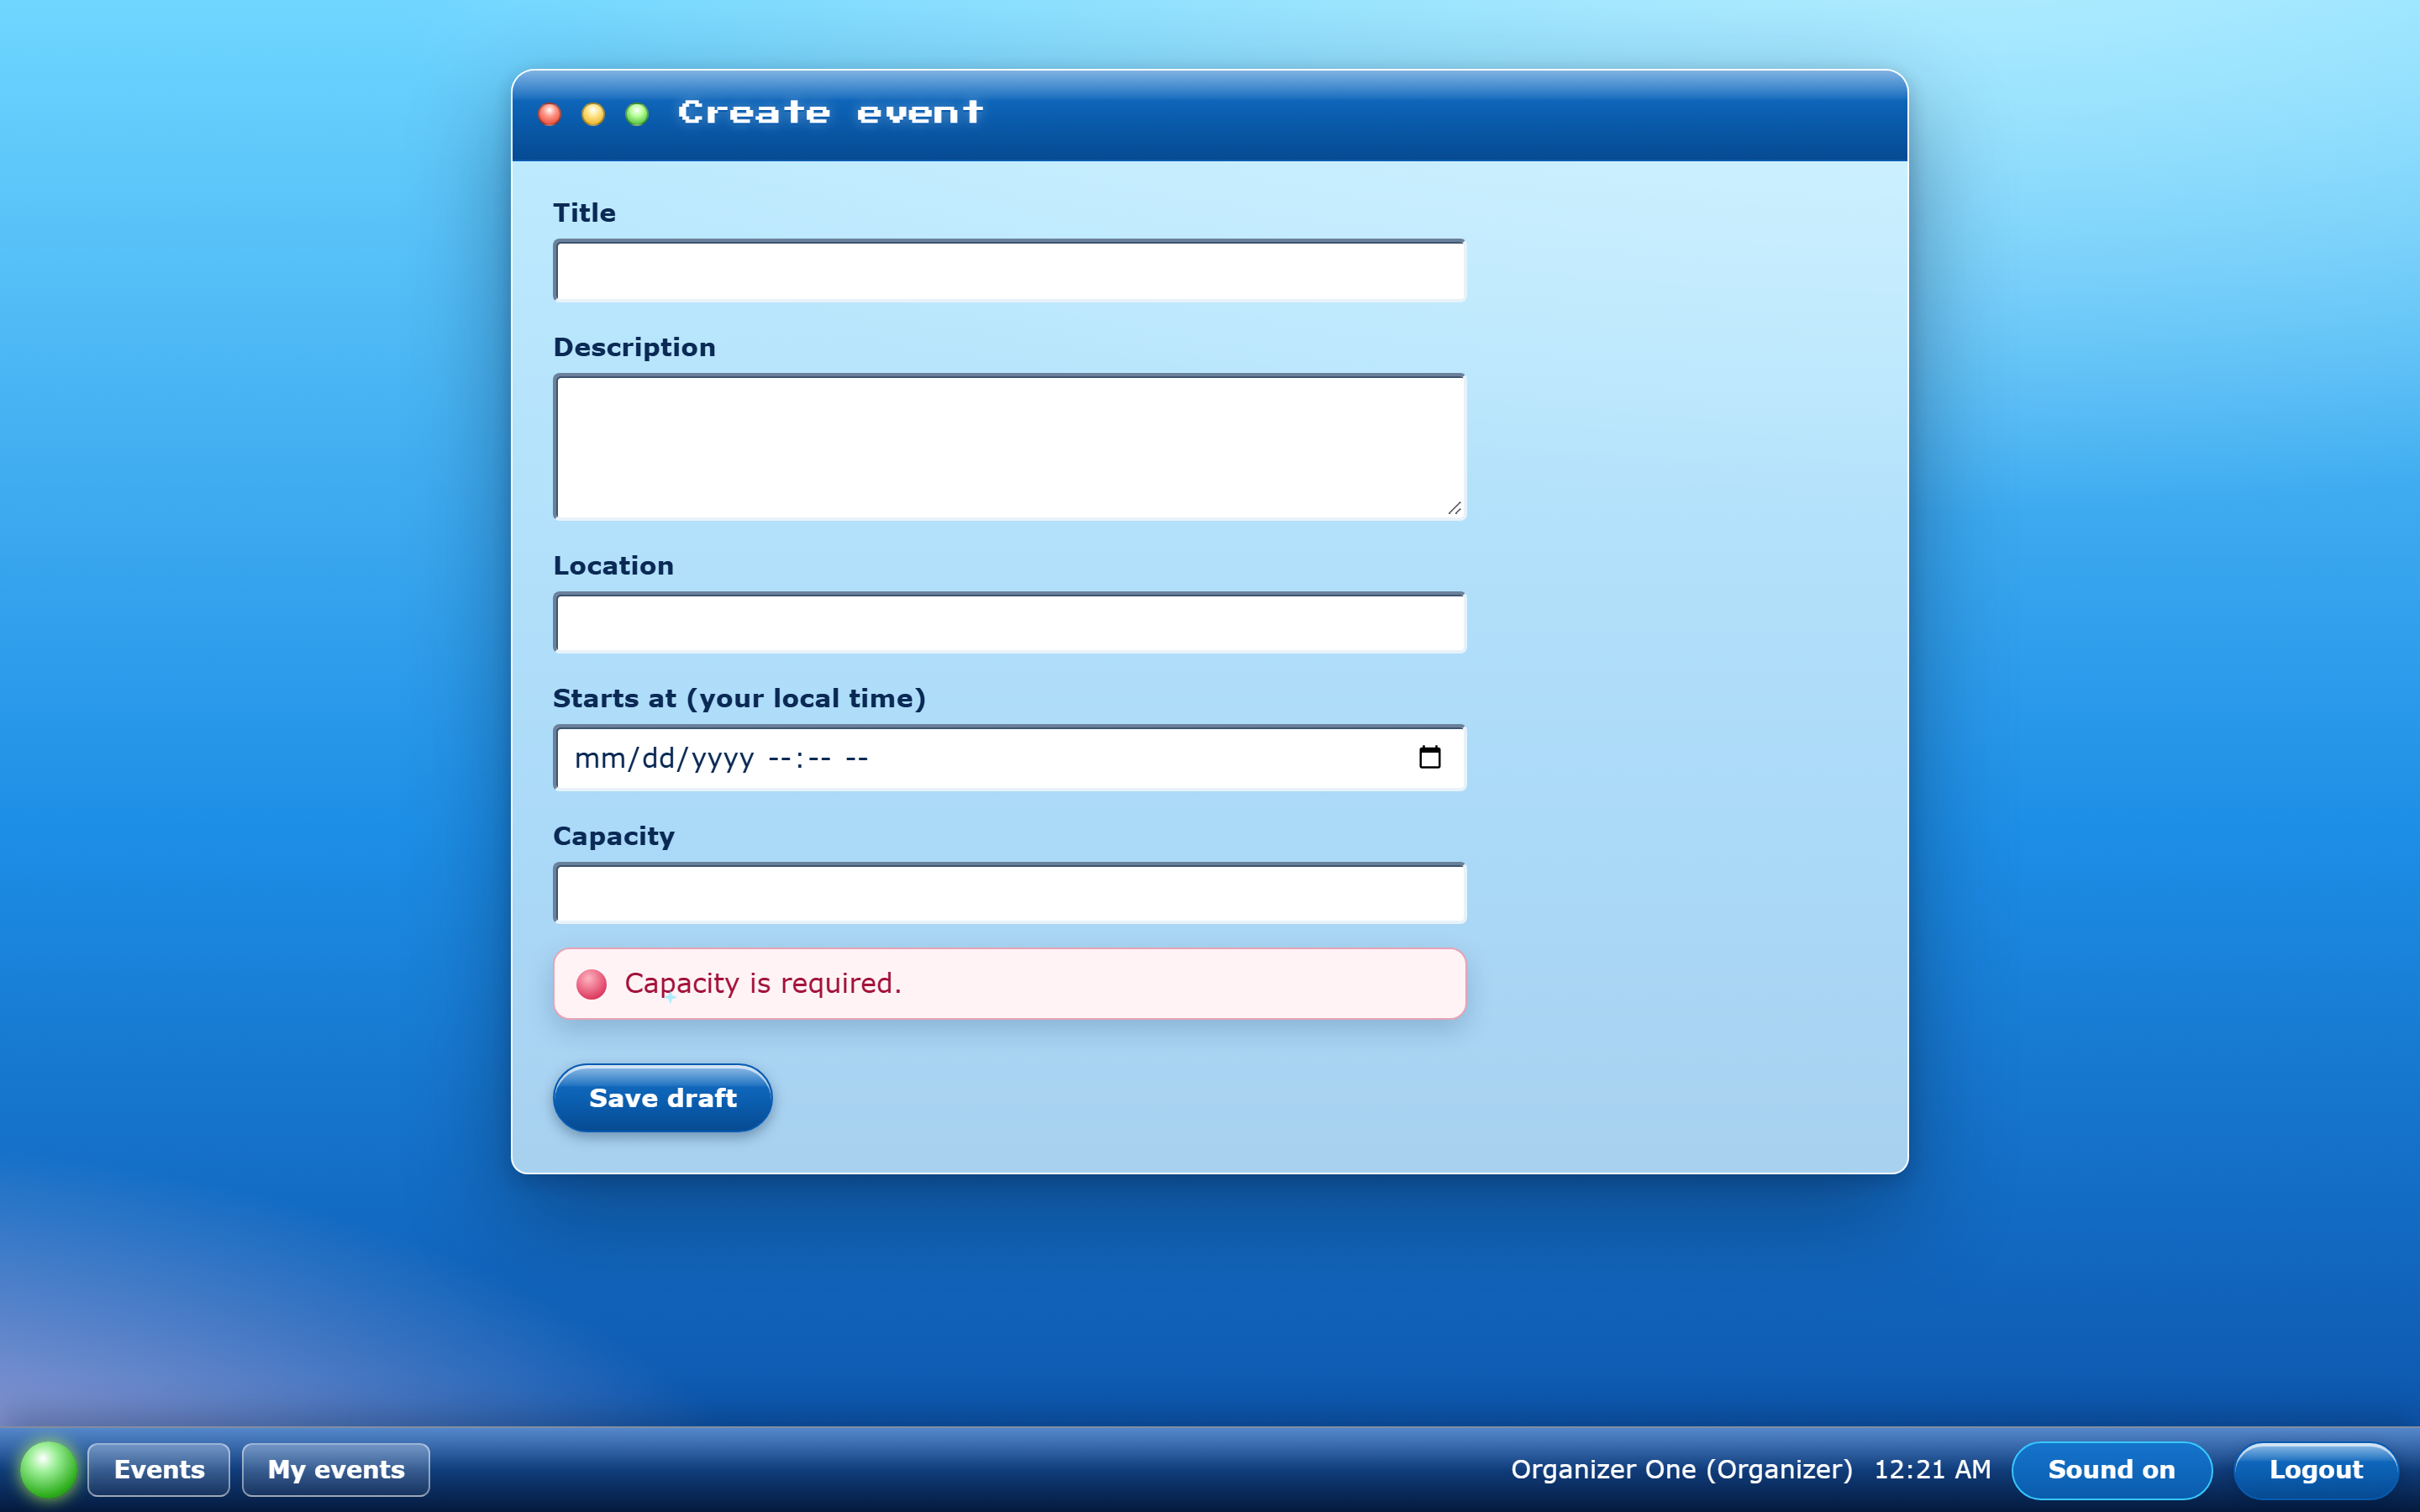 Create event
Title
Description
Location
Starts at (your local time)
mm/dd/yyyy --:-- --
Capacity
Capacity is required.
Save draft
Events
My events
Organizer One (Organizer)
12:21 AM
Sound on
Logout